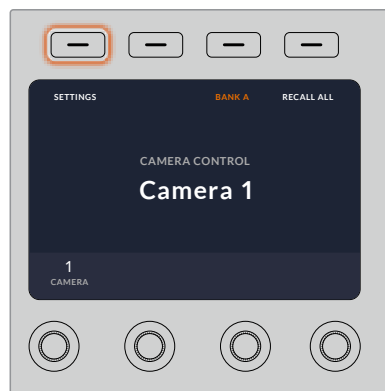 SETTINGS BANK A RECALL ALL
CAMERA CONTROL
Camera 1
1
CAMERA